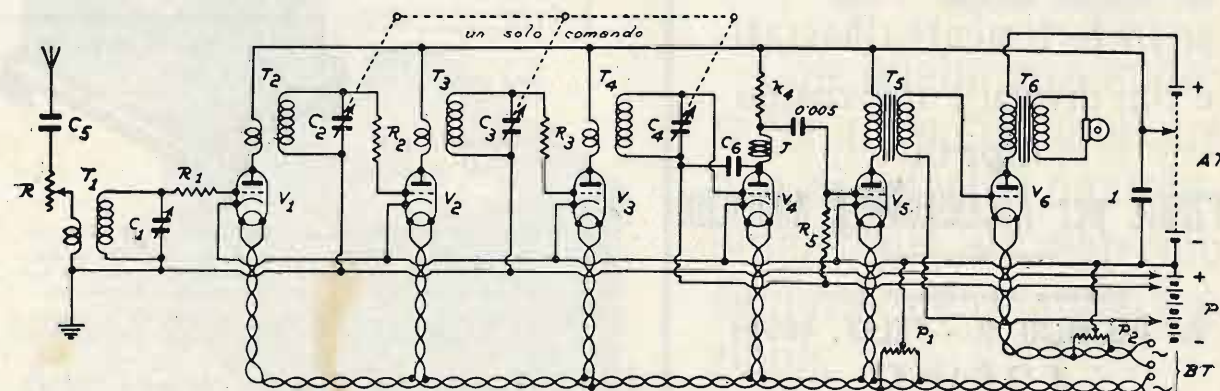 un solo comando
T2
T3
T4
R4
0.005
T5
T6
+
C5
C2
R2
C3
R3
C4
C6
J
AT
R
T1
R1
V1
V2
V3
V4
V5
V6
1
C1
R5
-
+
P
P1
P2
-
~
BT